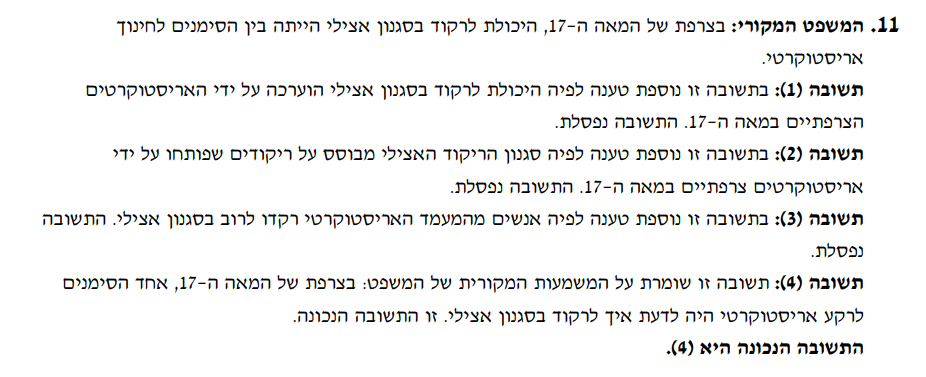 11. המשפט המקורי: בצרפת של המאה ה-17, היכולת לרקוד בסגנון אצילי הייתה בין הסימנים לחינוך
אריסטוקרטי.
תשובה (1): בתשובה זו נוספת טענה לפיה היכולת לרקוד בסגנון אצילי הוערכה על ידי האריסטוקרטים
הצרפתיים במאה ה-17. התשובה נפסלת.
תשובה (2): בתשובה זו נוספת טענה לפיה סגנון הריקוד האצילי מבוסס על ריקודים שפותחו על ידי
אריסטוקרטים צרפתיים במאה ה-17. התשובה נפסלת.
תשובה (3): בתשובה זו נוספת טענה לפיה אנשים מהמעמד האריסטוקרטי רקדו לרוב בסגנון אצילי. התשובה
נפסלת.
תשובה (4): תשובה זו שומרת על המשמעות המקורית של המשפט: בצרפת של המאה ה-17, אחד הסימנים
לרקע אריסטוקרטי היה לדעת איך לרקוד בסגנון אצילי. זו התשובה הנכונה.
התשובה הנכונה היא (4).